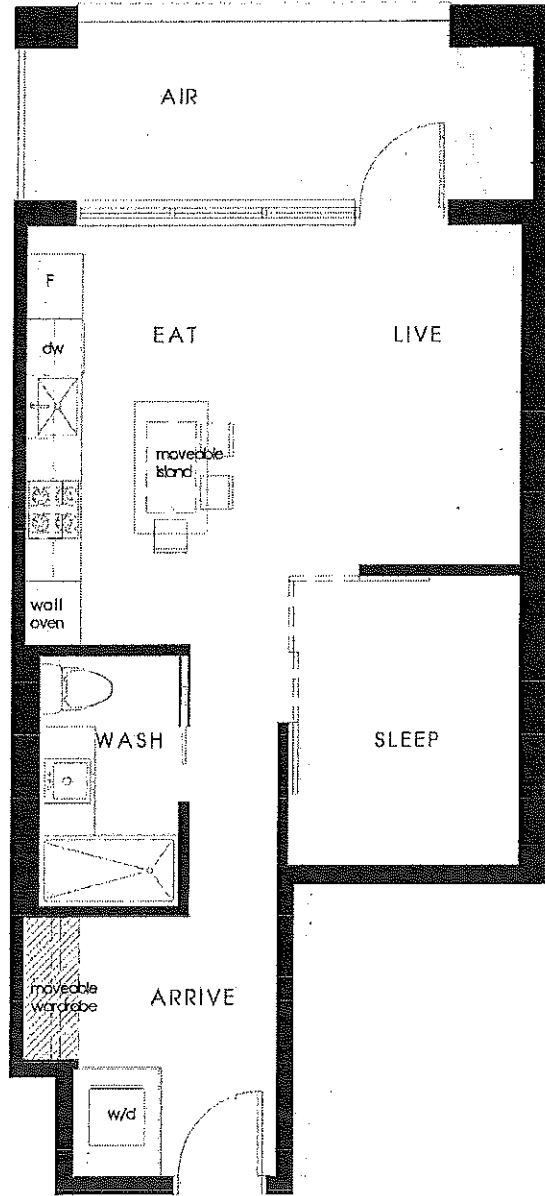 AIR
F
dw
EAT
LIVE
moveable
island
wall
oven
WASH
SLEEP
moveable
wardrobe
ARRIVE
w/d